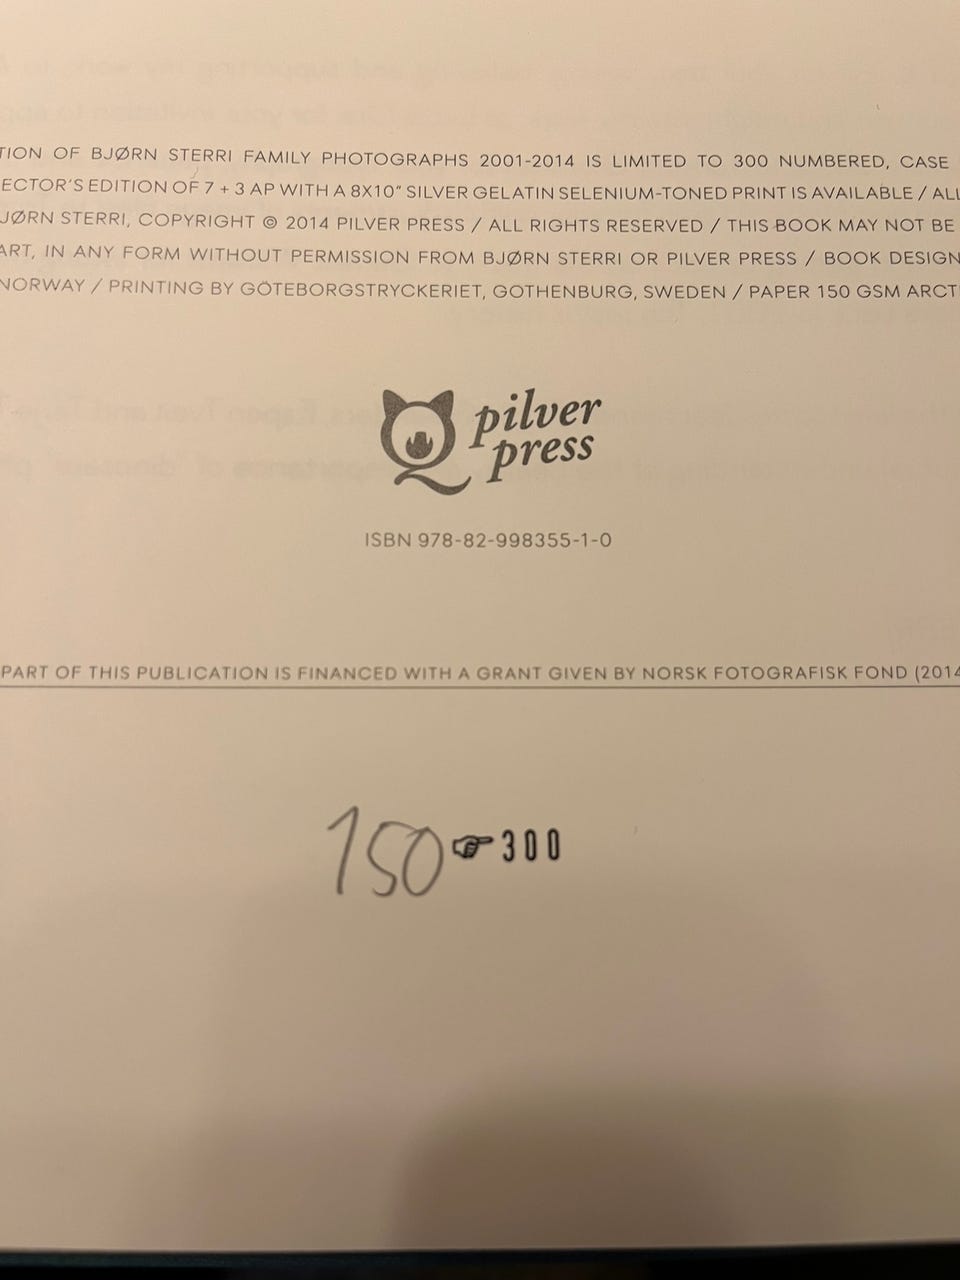 TION OF BJØRN STERRI FAMILY PHOTOGRAPHS 2001-2014 IS LIMITED TO 300 NUMBERED, CASE
ECTOR'S EDITION OF 7 + 3 AP WITH A 8X10" SILVER GELATIN SELENIUM-TONED PRINT IS AVAILABLE / ALL
JØRN STERRI, COPYRIGHT © 2014 PILVER PRESS / ALL RIGHTS RESERVED / THIS BOOK MAY NOT BE
ART, IN ANY FORM WITHOUT PERMISSION FROM BJØRN STERRI OR PILVER PRESS / BOOK DESIGN
NORWAY / PRINTING BY GÖTEBORGSTRYCKERIET, GOTHENBURG, SWEDEN / PAPER 150 GSM ARCT
pilver
press
ISBN 978-82-998355-1-0
PART OF THIS PUBLICATION IS FINANCED WITH A GRANT GIVEN BY NORSK FOTOGRAFISK FOND (2014
150 ☞ 300